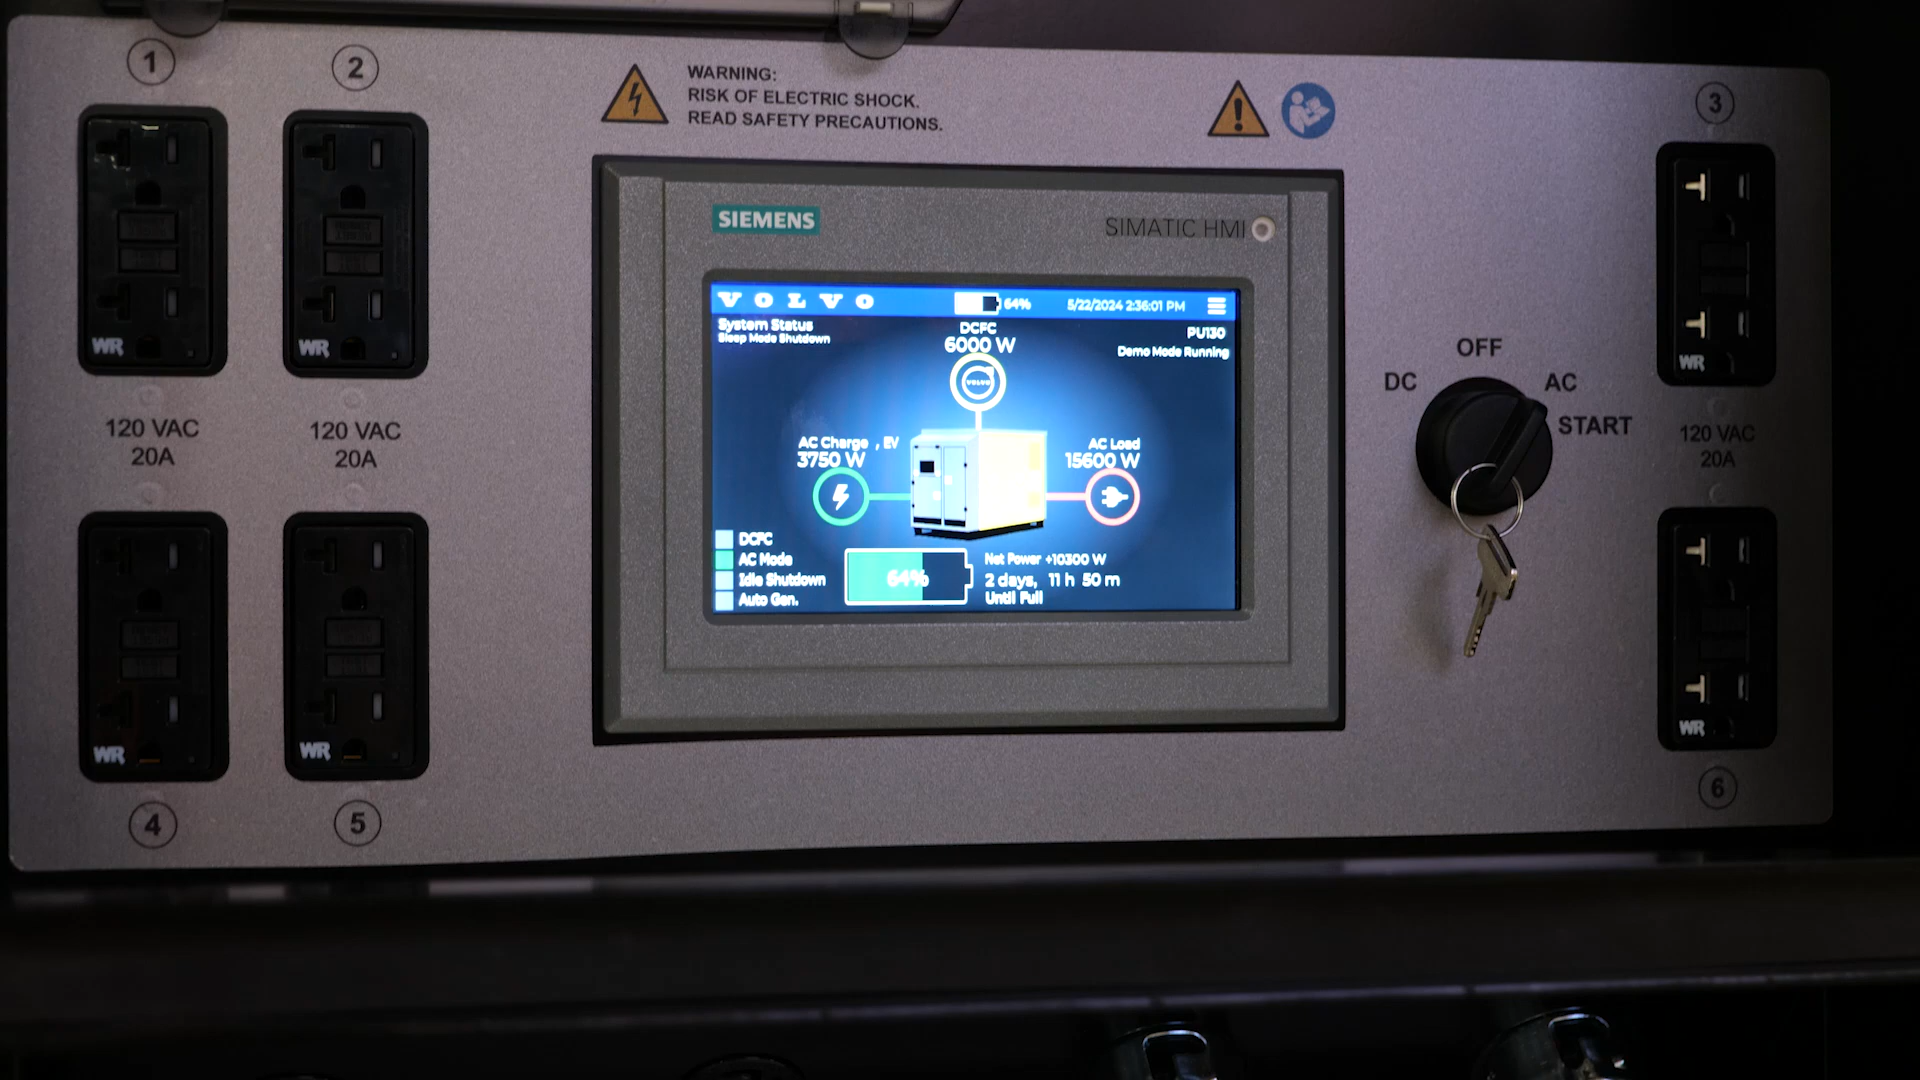 1
2
WARNING:
RISK OF ELECTRIC SHOCK.
READ SAFETY PRECAUTIONS.
3
SIEMENS
SIMATIC HMI
VOLVO
64%
5/22/2024 2:36:01 PM
System Status
Sleep Mode Shutdown
DCFC
6000 W
PU130
Demo Mode Running
VOLVO
AC Charge , EV
3750 W
AC Load
15600 W
DCFC
AC Mode
Idle Shutdown
Auto Gen.
64%
Net Power +10300 W
2 days, 11 h 50 m
Until Full
OFF
DC
AC
START
WR
WR
WR
120 VAC
20A
120 VAC
20A
120 VAC
20A
WR
WR
WR
4
5
6